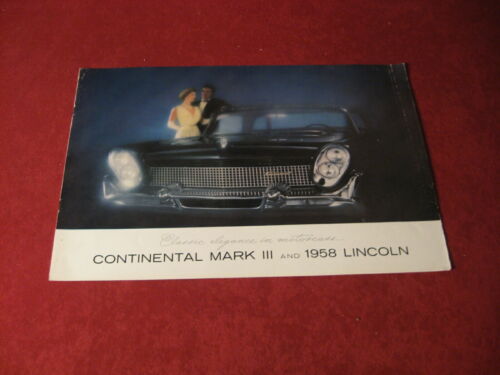 Classic elegance in motorcars...
CONTINENTAL MARK III AND 1958 LINCOLN